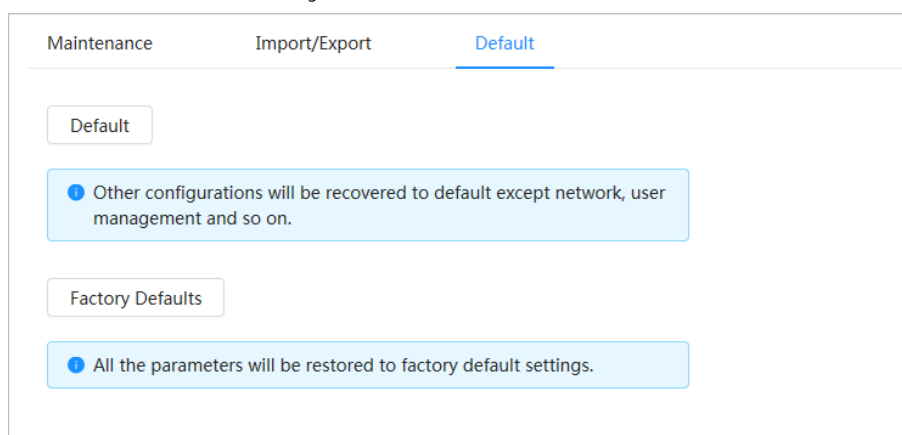 Maintenance Import/Export Default
Default
Other configurations will be recovered to default except network, user
management and so on.
Factory Defaults
All the parameters will be restored to factory default settings.